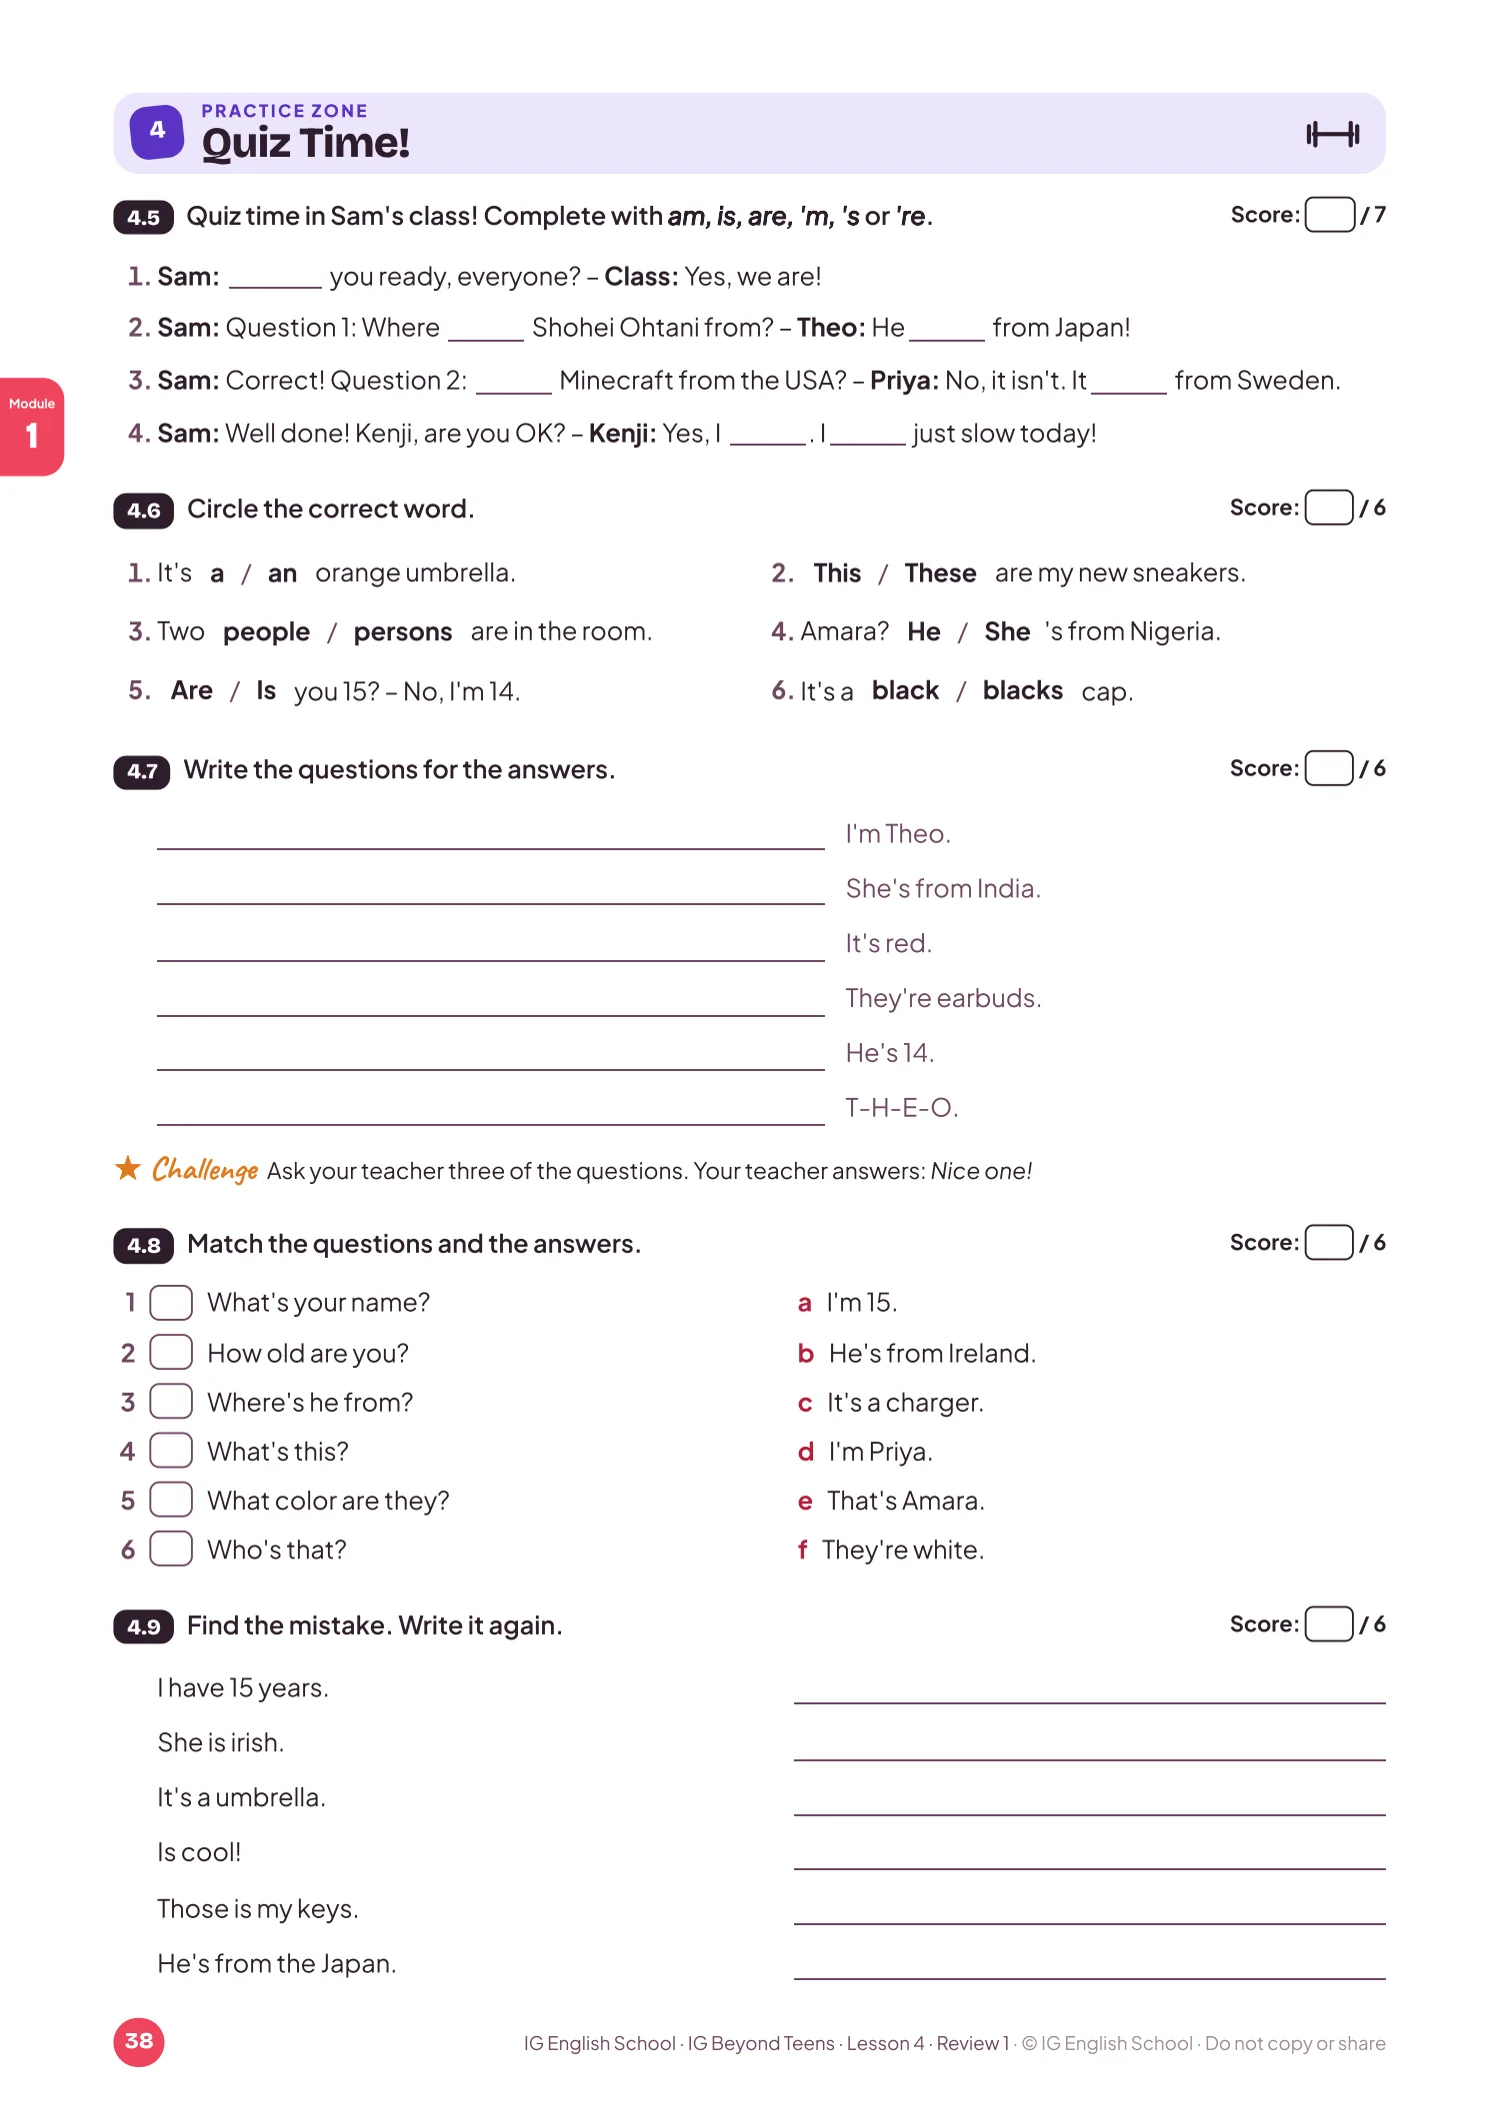 4
PRACTICE ZONE
Quiz Time!
4.5 Quiz time in Sam's class! Complete with am, is, are, 'm, 's or 're. Score: / 7
1. Sam: ______ you ready, everyone? – Class: Yes, we are!
2. Sam: Question 1: Where _____ Shohei Ohtani from? – Theo: He _____ from Japan!
3. Sam: Correct! Question 2: _____ Minecraft from the USA? – Priya: No, it isn't. It _____ from Sweden.
4. Sam: Well done! Kenji, are you OK? – Kenji: Yes, I _____. I _____ just slow today!
Module
1
4.6 Circle the correct word. Score: / 6
1. It's a / an orange umbrella. 2. This / These are my new sneakers.
3. Two people / persons are in the room. 4. Amara? He / She 's from Nigeria.
5. Are / Is you 15? – No, I'm 14. 6. It's a black / blacks cap.
4.7 Write the questions for the answers. Score: / 6
I'm Theo.
She's from India.
It's red.
They're earbuds.
He's 14.
T-H-E-O.
★ Challenge Ask your teacher three of the questions. Your teacher answers: Nice one!
4.8 Match the questions and the answers. Score: / 6
1 What's your name? a I'm 15.
2 How old are you? b He's from Ireland.
3 Where's he from? c It's a charger.
4 What's this? d I'm Priya.
5 What color are they? e That's Amara.
6 Who's that? f They're white.
4.9 Find the mistake. Write it again. Score: / 6
I have 15 years.
She is irish.
It's a umbrella.
Is cool!
Those is my keys.
He's from the Japan.
38 IG English School · IG Beyond Teens · Lesson 4 · Review 1 · © IG English School · Do not copy or share